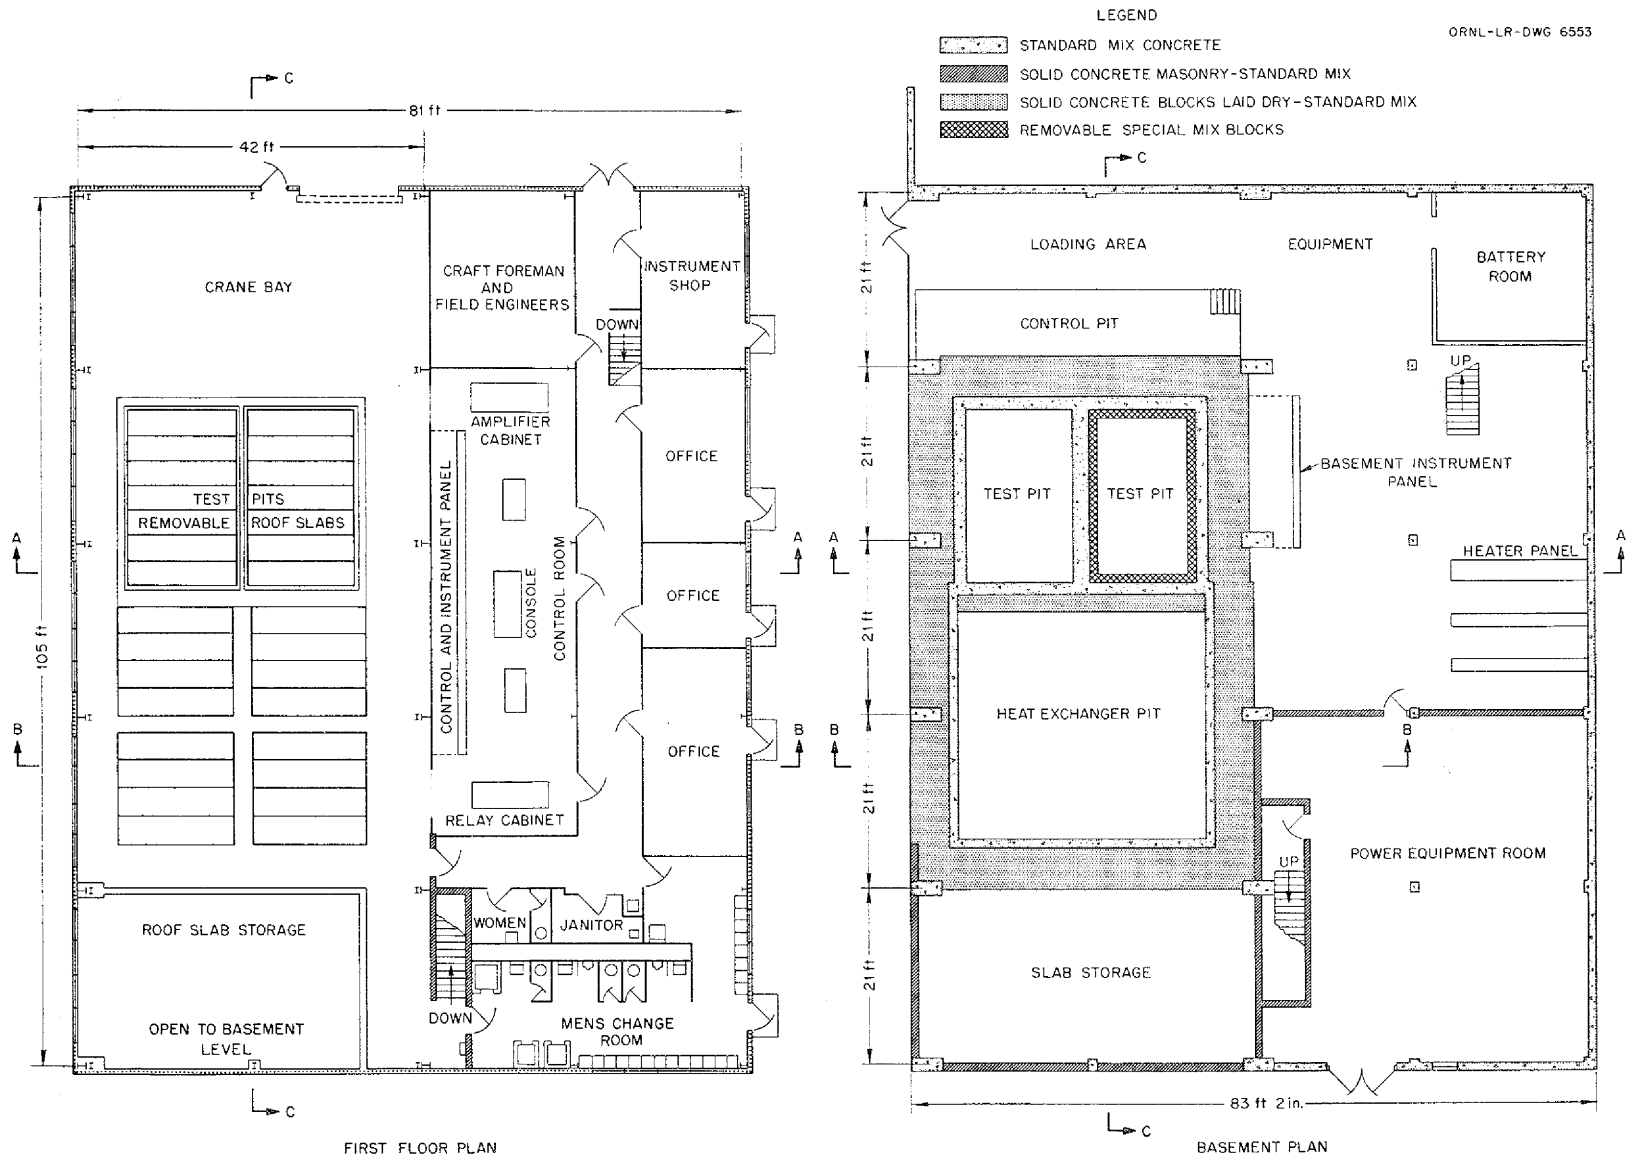 LEGEND
ORNL-LR-DWG 6553
STANDARD MIX CONCRETE
SOLID CONCRETE MASONRY-STANDARD MIX
SOLID CONCRETE BLOCKS LAID DRY-STANDARD MIX
REMOVABLE SPECIAL MIX BLOCKS
C
81 ft
42 ft
CRANE BAY
CRAFT FOREMAN
AND
FIELD ENGINEERS
INSTRUMENT
SHOP
DOWN
AMPLIFIER
CABINET
OFFICE
TEST PITS
REMOVABLE ROOF SLABS
CONTROL AND INSTRUMENT PANEL
CONSOLE
CONTROL ROOM
A
A
OFFICE
105 ft
B
B
OFFICE
RELAY CABINET
ROOF SLAB STORAGE
WOMEN
JANITOR
OPEN TO BASEMENT
LEVEL
DOWN
MENS CHANGE
ROOM
C
FIRST FLOOR PLAN
C
LOADING AREA
EQUIPMENT
BATTERY
ROOM
21 ft
CONTROL PIT
UP
21 ft
BASEMENT INSTRUMENT
PANEL
TEST PIT
TEST PIT
A
A
HEATER PANEL
21 ft
HEAT EXCHANGER PIT
B
B
21 ft
POWER EQUIPMENT ROOM
UP
21 ft
SLAB STORAGE
83 ft 2 in.
C
BASEMENT PLAN